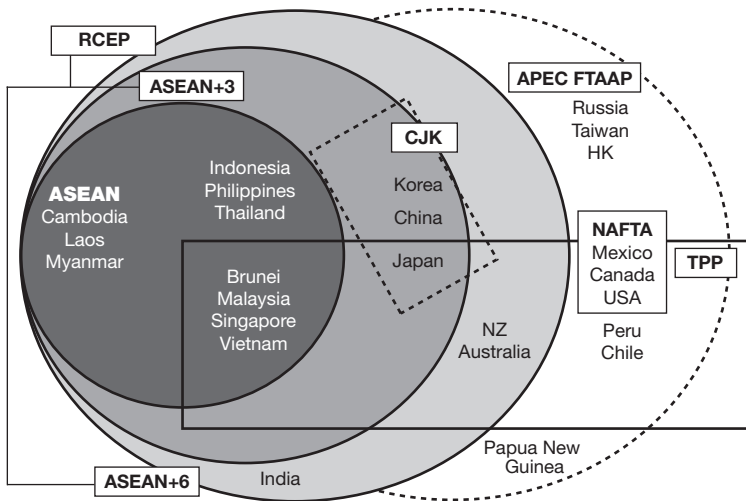 RCEP
ASEAN+3
APEC FTAAP
Russia
Taiwan
HK
CJK
Korea
China
Japan
Indonesia
Philippines
Thailand
ASEAN
Cambodia
Laos
Myanmar
Brunei
Malaysia
Singapore
Vietnam
NAFTA
Mexico
Canada
USA
TPP
Peru
Chile
NZ
Australia
Papua New
Guinea
India
ASEAN+6